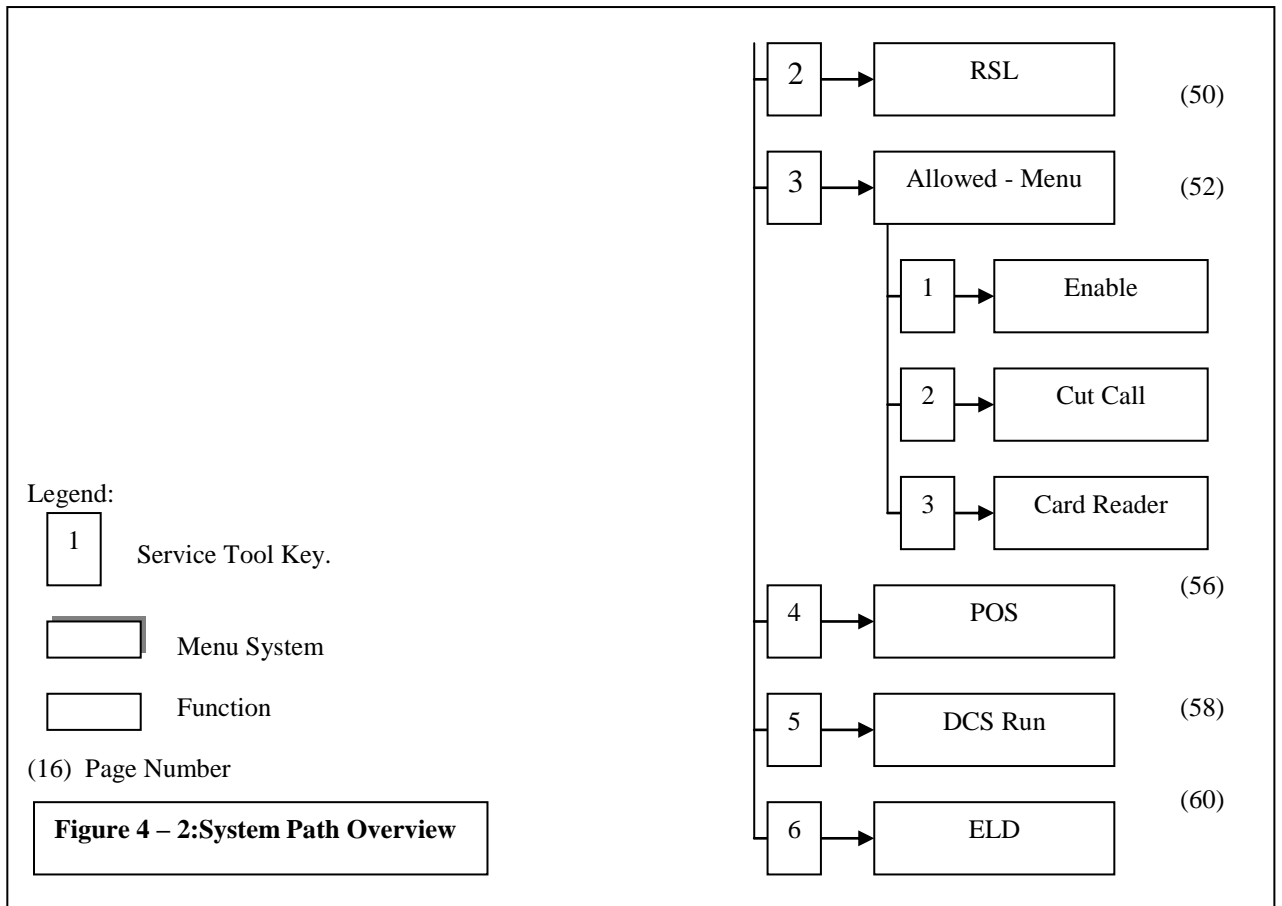 2 RSL
(50)
3 Allowed - Menu (52)
1 Enable
2 Cut Call
3 Card Reader
Legend:
1 Service Tool Key.
Menu System
Function
(16) Page Number
Figure 4 – 2:System Path Overview
(56)
4 POS
5 DCS Run (58)
(60)
6 ELD